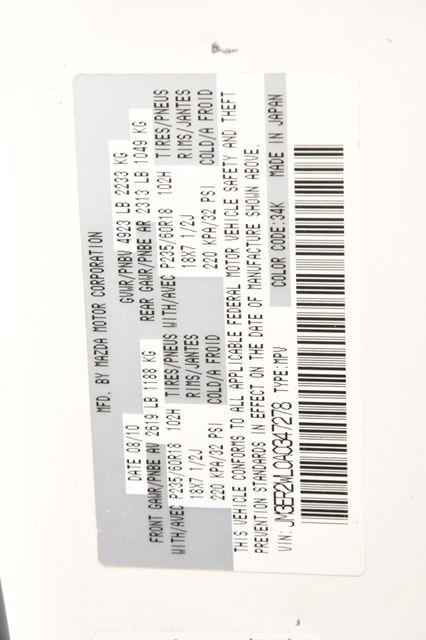 MFD. BY MAZDA MOTOR CORPORATION
DATE 08/10 GVWR/PNBV 4923 LB 2233 KG
FRONT GAWR/PNBE AV 2619 LB 1188 KG REAR GAWR/PNBE AR 2313 LB 1049 KG
TIRES/PNEUS TIRES/PNEUS
WITH/AVEC P235/60R18 102H WITH/AVEC P235/60R18 102H
RIMS/JANTES RIMS/JANTES
18X7 1/2J 18X7 1/2J
COLD/A FROID COLD/A FROID
220 KPA/32 PSI 220 KPA/32 PSI
THIS VEHICLE CONFORMS TO ALL APPLICABLE FEDERAL MOTOR VEHICLE SAFETY AND THEFT
PREVENTION STANDARDS IN EFFECT ON THE DATE OF MANUFACTURE SHOWN ABOVE.
COLOR CODE:34K MADE IN JAPAN
VIN: JM3ER2WL0A0347278 TYPE:MPV